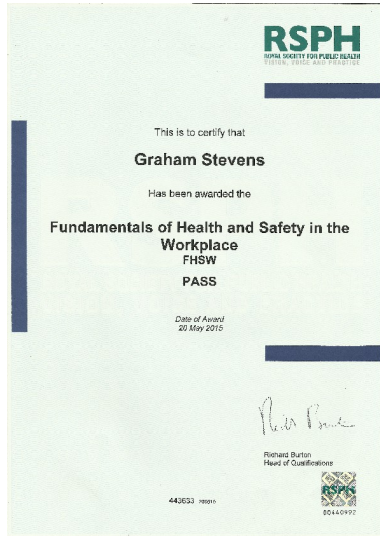 RSPH
ROYAL SOCIETY FOR PUBLIC HEALTH
VISION, VOICE AND PRACTICE
This is to certify that
Graham Stevens
Has been awarded the
Fundamentals of Health and Safety in the
Workplace
FHSW
PASS
Date of Award
20 May 2015
Richard Burton
Head of Qualifications
RSPH
00440992
443633